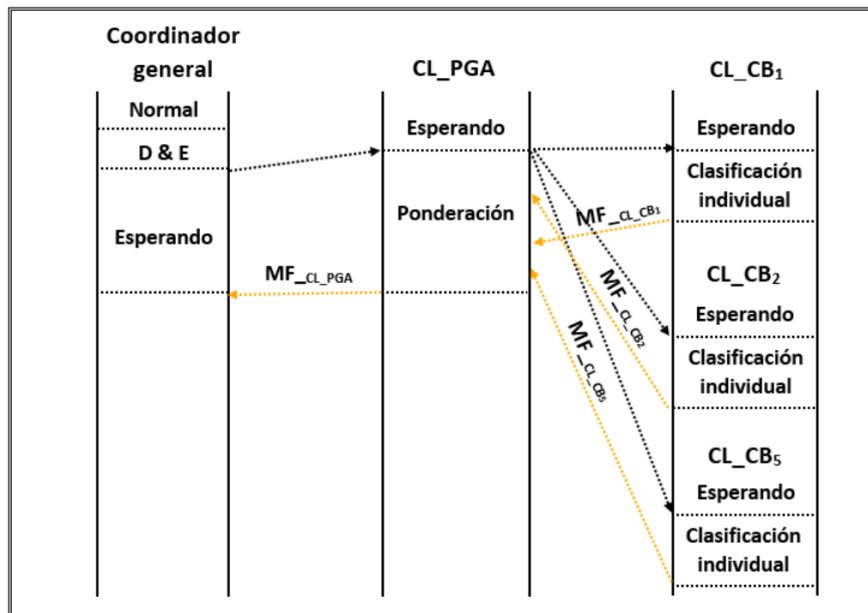 Coordinador
general
CL_PGA
CL_CB₁
Normal
D & E
Esperando
Esperando
Esperando
Clasificación
individual
MF_CL_CB₁
Ponderación
MF_CL_PGA
CL_CB₂
Esperando
MF_CL_CB₂
Clasificación
individual
MF_CL_CB₅
CL_CB₅
Esperando
Clasificación
individual